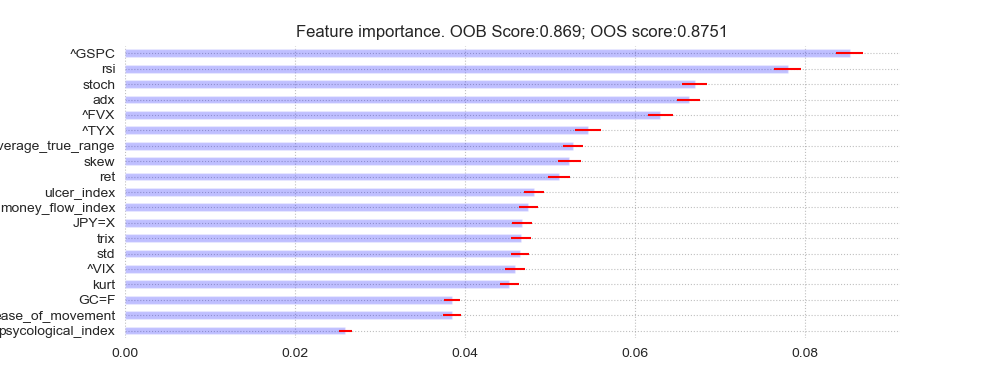 Feature importance. OOB Score:0.869; OOS score:0.8751
^GSPC
rsi
stoch
adx
^FVX
^TYX
verage_true_range
skew
ret
ulcer_index
money_flow_index
JPY=X
trix
std
^VIX
kurt
GC=F
ease_of_movement
psycological_index
0.00 0.02 0.04 0.06 0.08